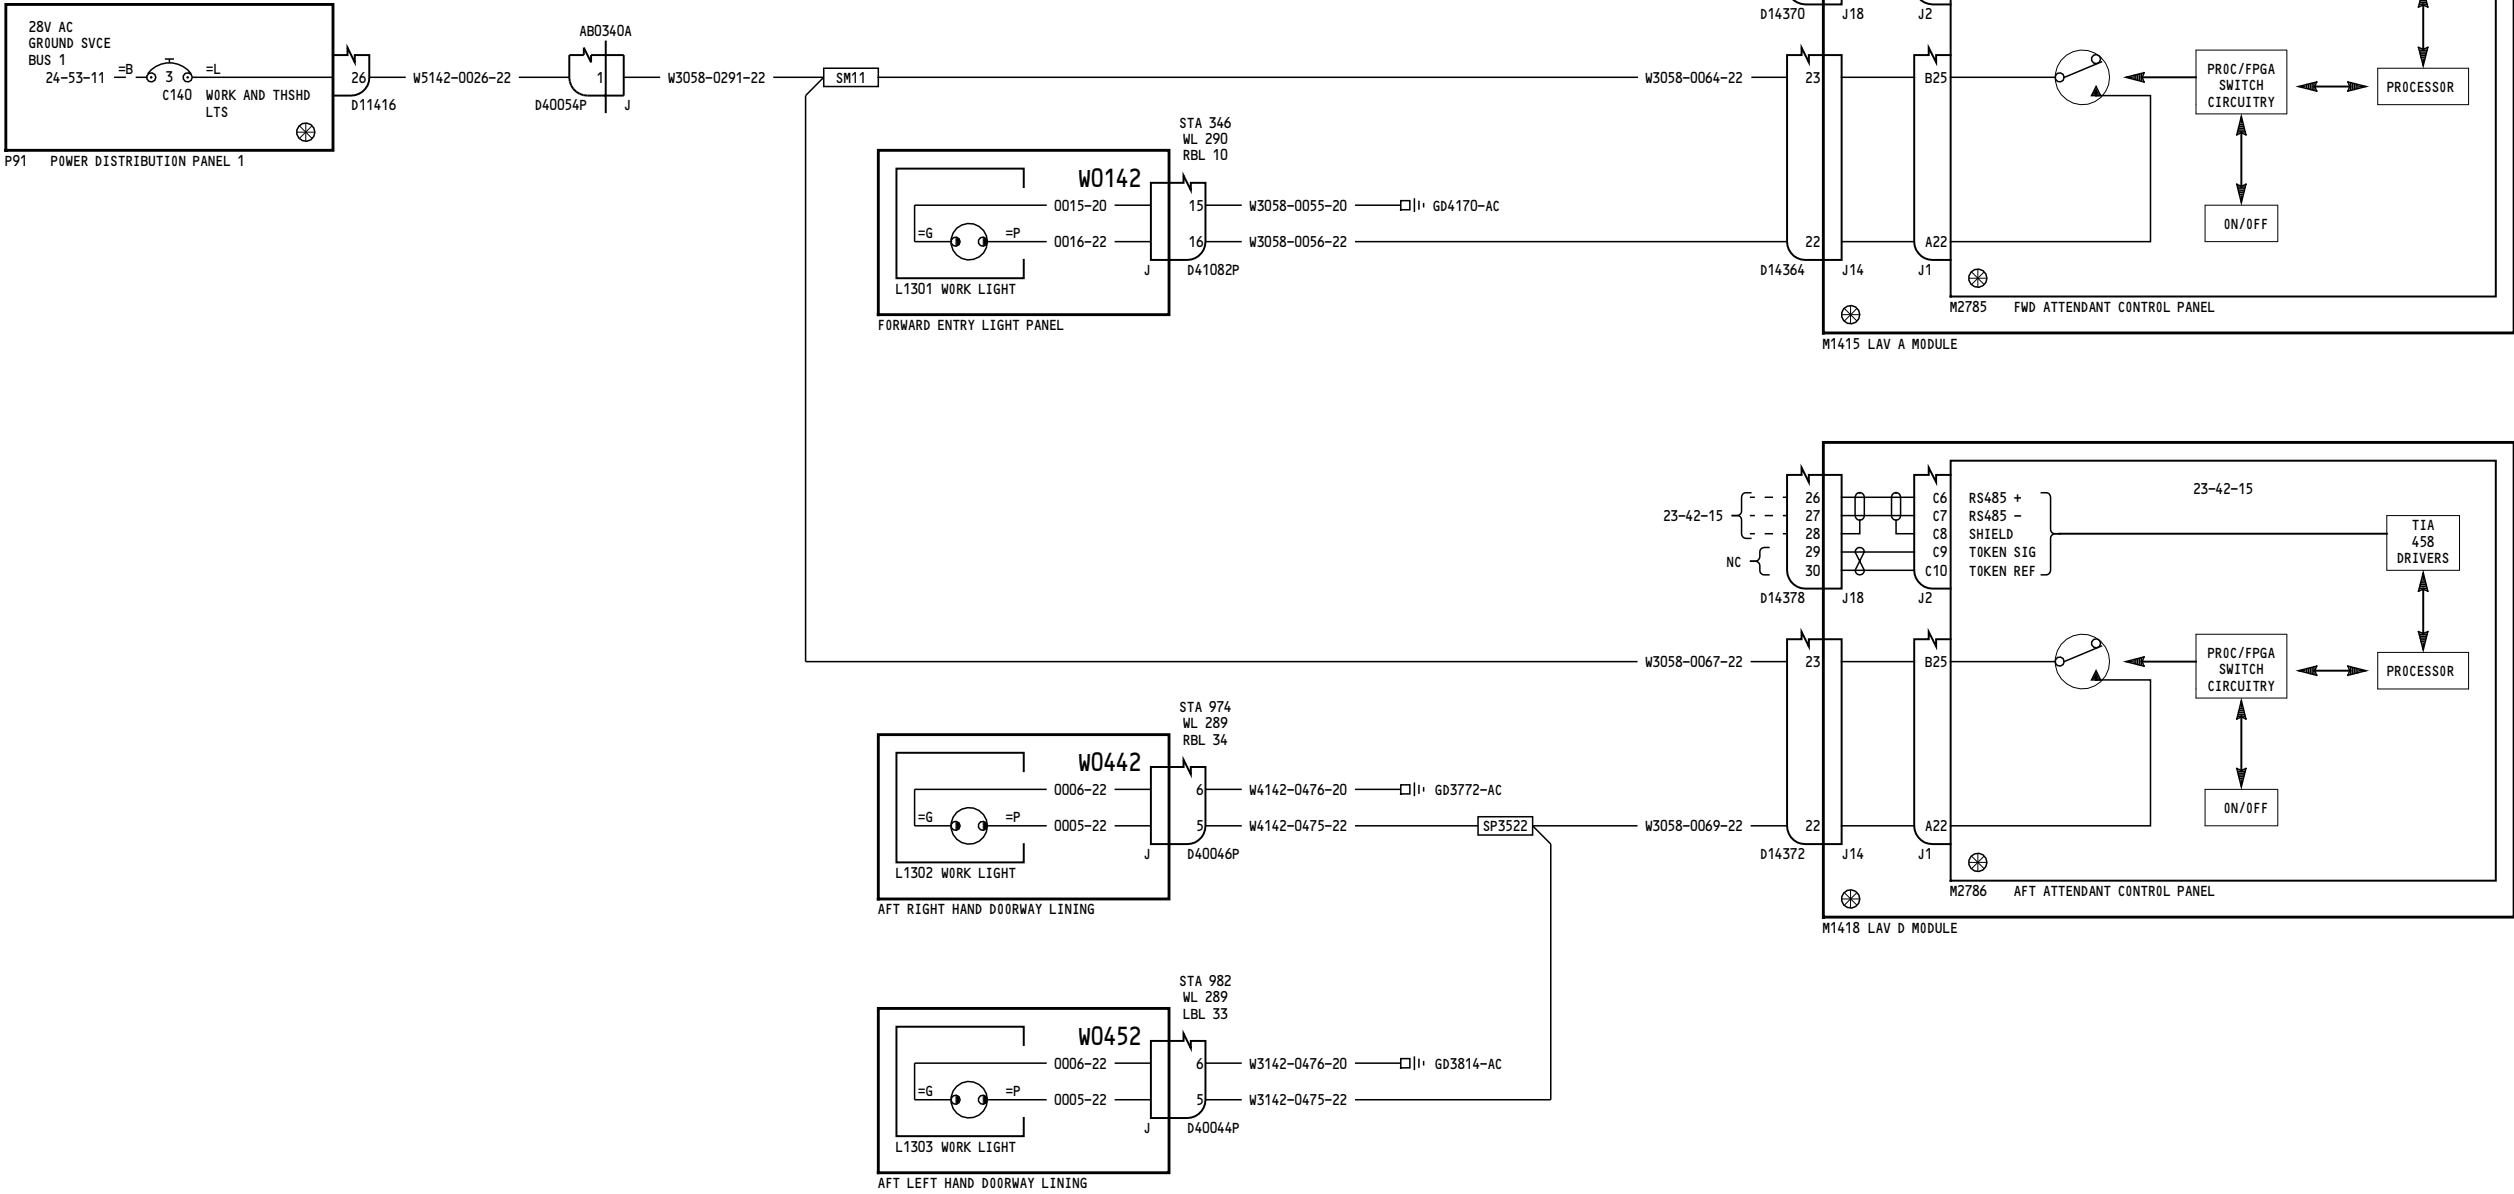 28V AC
GROUND SVCE
BUS 1
24-53-11
=B
3
=L
C140
WORK AND THSHD
LTS
P91 POWER DISTRIBUTION PANEL 1
26
D11416
W5142-0026-22
AB0340A
1
D40054P
J
W3058-0291-22
SM11
W3058-0064-22
D14370
J18
J2
23
B25
PROC/FPGA
SWITCH
CIRCUITRY
PROCESSOR
ON/OFF
STA 346
WL 290
RBL 10
W0142
0015-20
15
W3058-0055-20
GD4170-AC
=G
=P
0016-22
16
W3058-0056-22
22
A22
J
D41082P
D14364
J14
J1
L1301 WORK LIGHT
FORWARD ENTRY LIGHT PANEL
M2785 FWD ATTENDANT CONTROL PANEL
M1415 LAV A MODULE
23-42-15
26
C6
RS485 +
23-42-15
27
C7
RS485 -
28
C8
SHIELD
NC
29
C9
TOKEN SIG
30
C10
TOKEN REF
TIA
458
DRIVERS
D14378
J18
J2
W3058-0067-22
23
B25
PROC/FPGA
SWITCH
CIRCUITRY
PROCESSOR
ON/OFF
STA 974
WL 289
RBL 34
W0442
0006-22
6
W4142-0476-20
GD3772-AC
=G
=P
0005-22
5
W4142-0475-22
SP3522
W3058-0069-22
22
A22
J
D40046P
D14372
J14
J1
L1302 WORK LIGHT
AFT RIGHT HAND DOORWAY LINING
M2786 AFT ATTENDANT CONTROL PANEL
M1418 LAV D MODULE
STA 982
WL 289
LBL 33
W0452
0006-22
6
W3142-0476-20
GD3814-AC
=G
=P
0005-22
5
W3142-0475-22
J
D40044P
L1303 WORK LIGHT
AFT LEFT HAND DOORWAY LINING